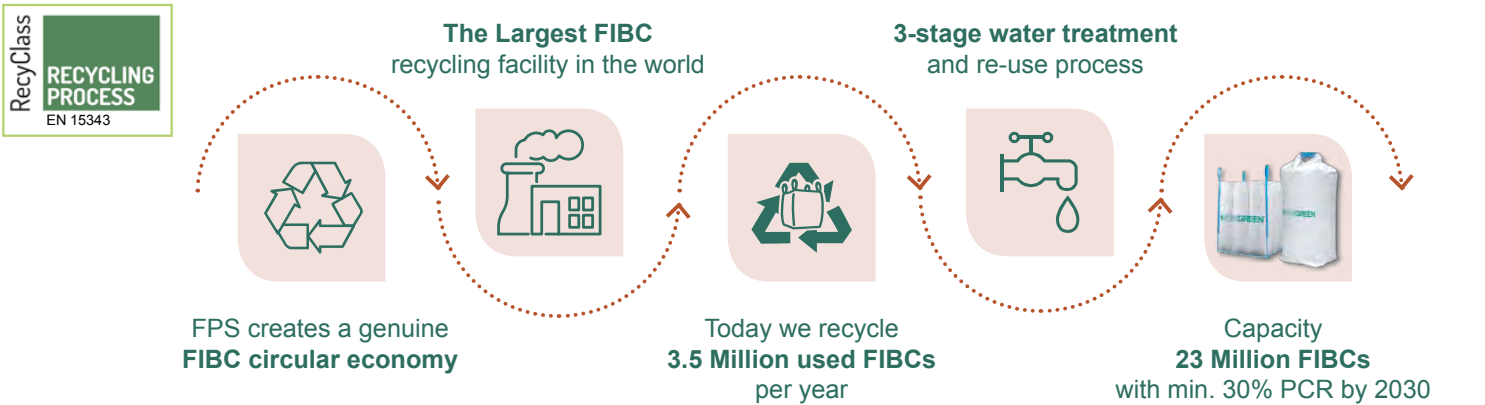 RecyClass
RECYCLING
PROCESS
EN 15343
The Largest FIBC
recycling facility in the world
3-stage water treatment
and re-use process
FPS creates a genuine
FIBC circular economy
Today we recycle
3.5 Million used FIBCs
per year
Capacity
23 Million FIBCs
with min. 30% PCR by 2030